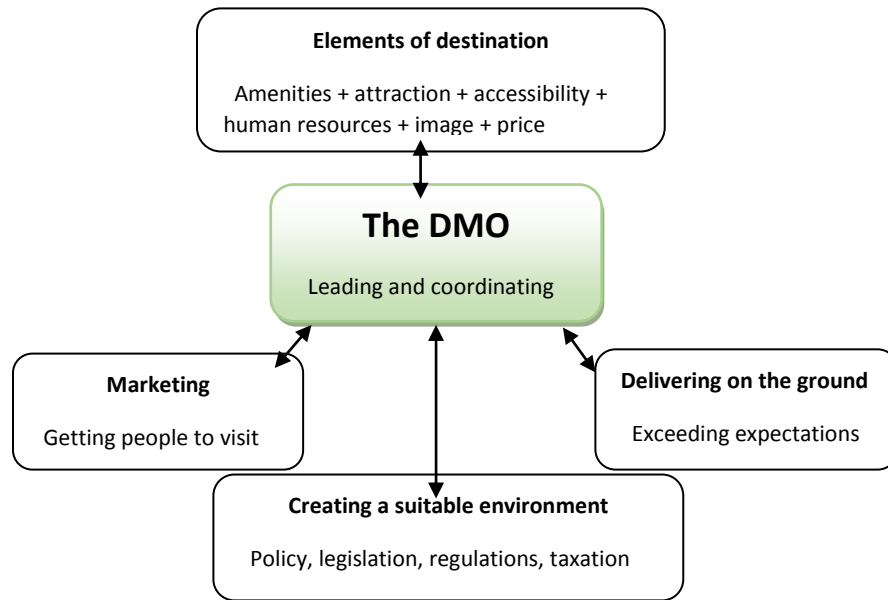 Elements of destination
Amenities + attraction + accessibility +
human resources + image + price
The DMO
Leading and coordinating
Marketing
Getting people to visit
Delivering on the ground
Exceeding expectations
Creating a suitable environment
Policy, legislation, regulations, taxation